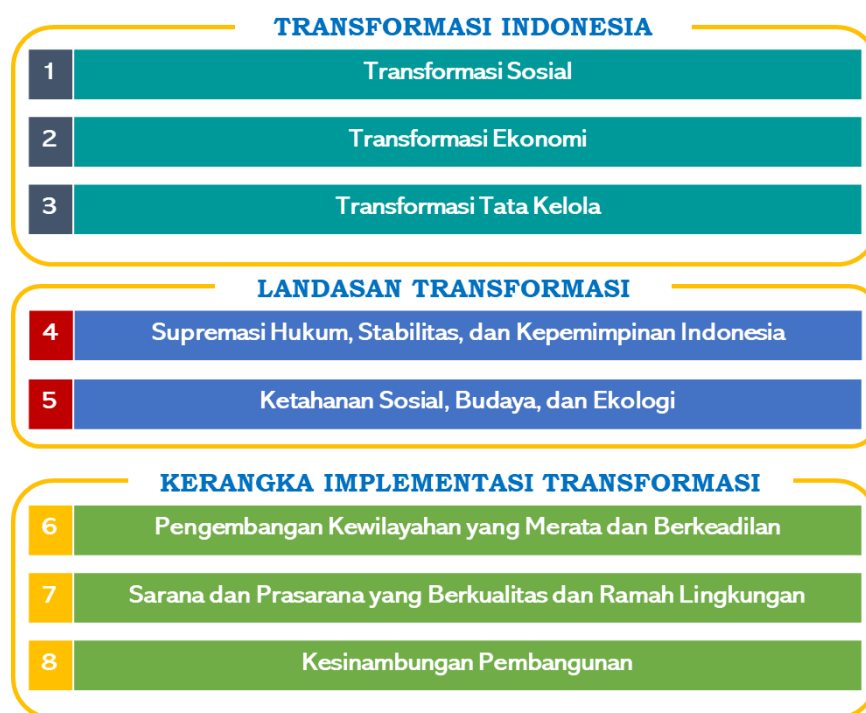 TRANSFORMASI INDONESIA
1 Transformasi Sosial
2 Transformasi Ekonomi
3 Transformasi Tata Kelola
LANDASAN TRANSFORMASI
4 Supremasi Hukum, Stabilitas, dan Kepemimpinan Indonesia
5 Ketahanan Sosial, Budaya, dan Ekologi
KERANGKA IMPLEMENTASI TRANSFORMASI
6 Pengembangan Kewilayahan yang Merata dan Berkeadilan
7 Sarana dan Prasarana yang Berkualitas dan Ramah Lingkungan
8 Kesinambungan Pembangunan